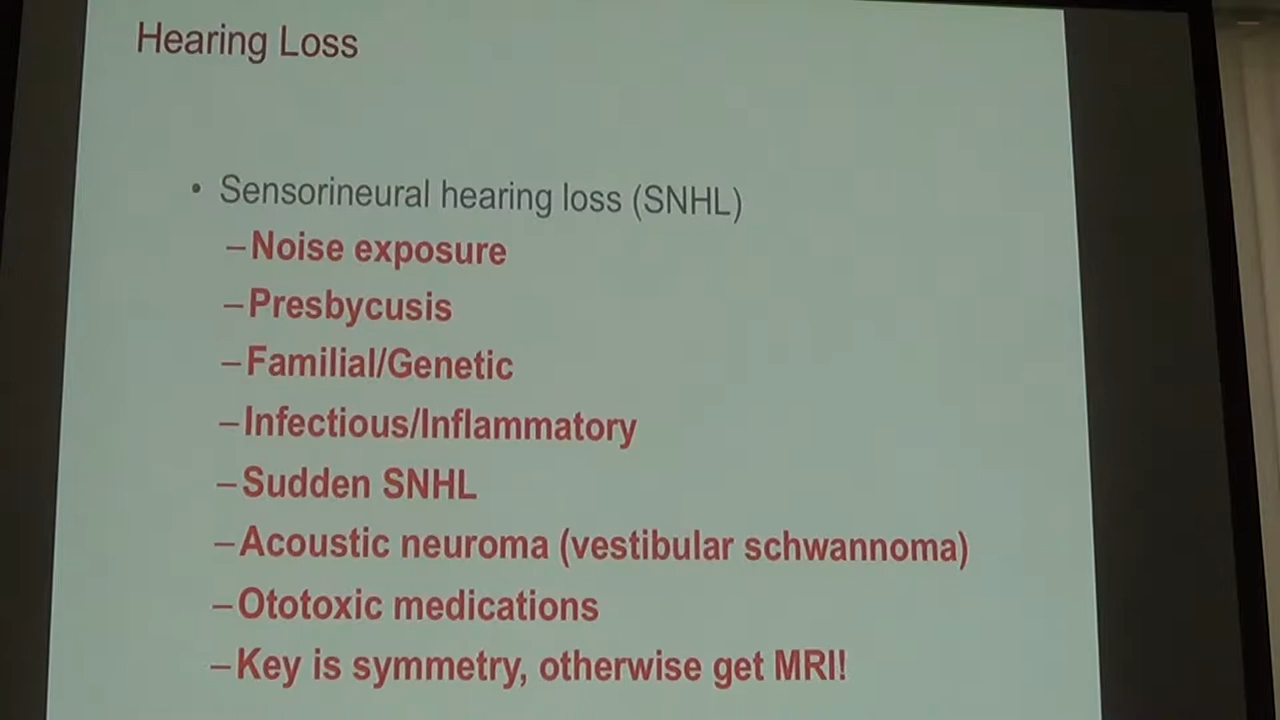 Hearing Loss
• Sensorineural hearing loss (SNHL)
–Noise exposure
–Presbycusis
–Familial/Genetic
–Infectious/Inflammatory
–Sudden SNHL
–Acoustic neuroma (vestibular schwannoma)
–Ototoxic medications
–Key is symmetry, otherwise get MRI!